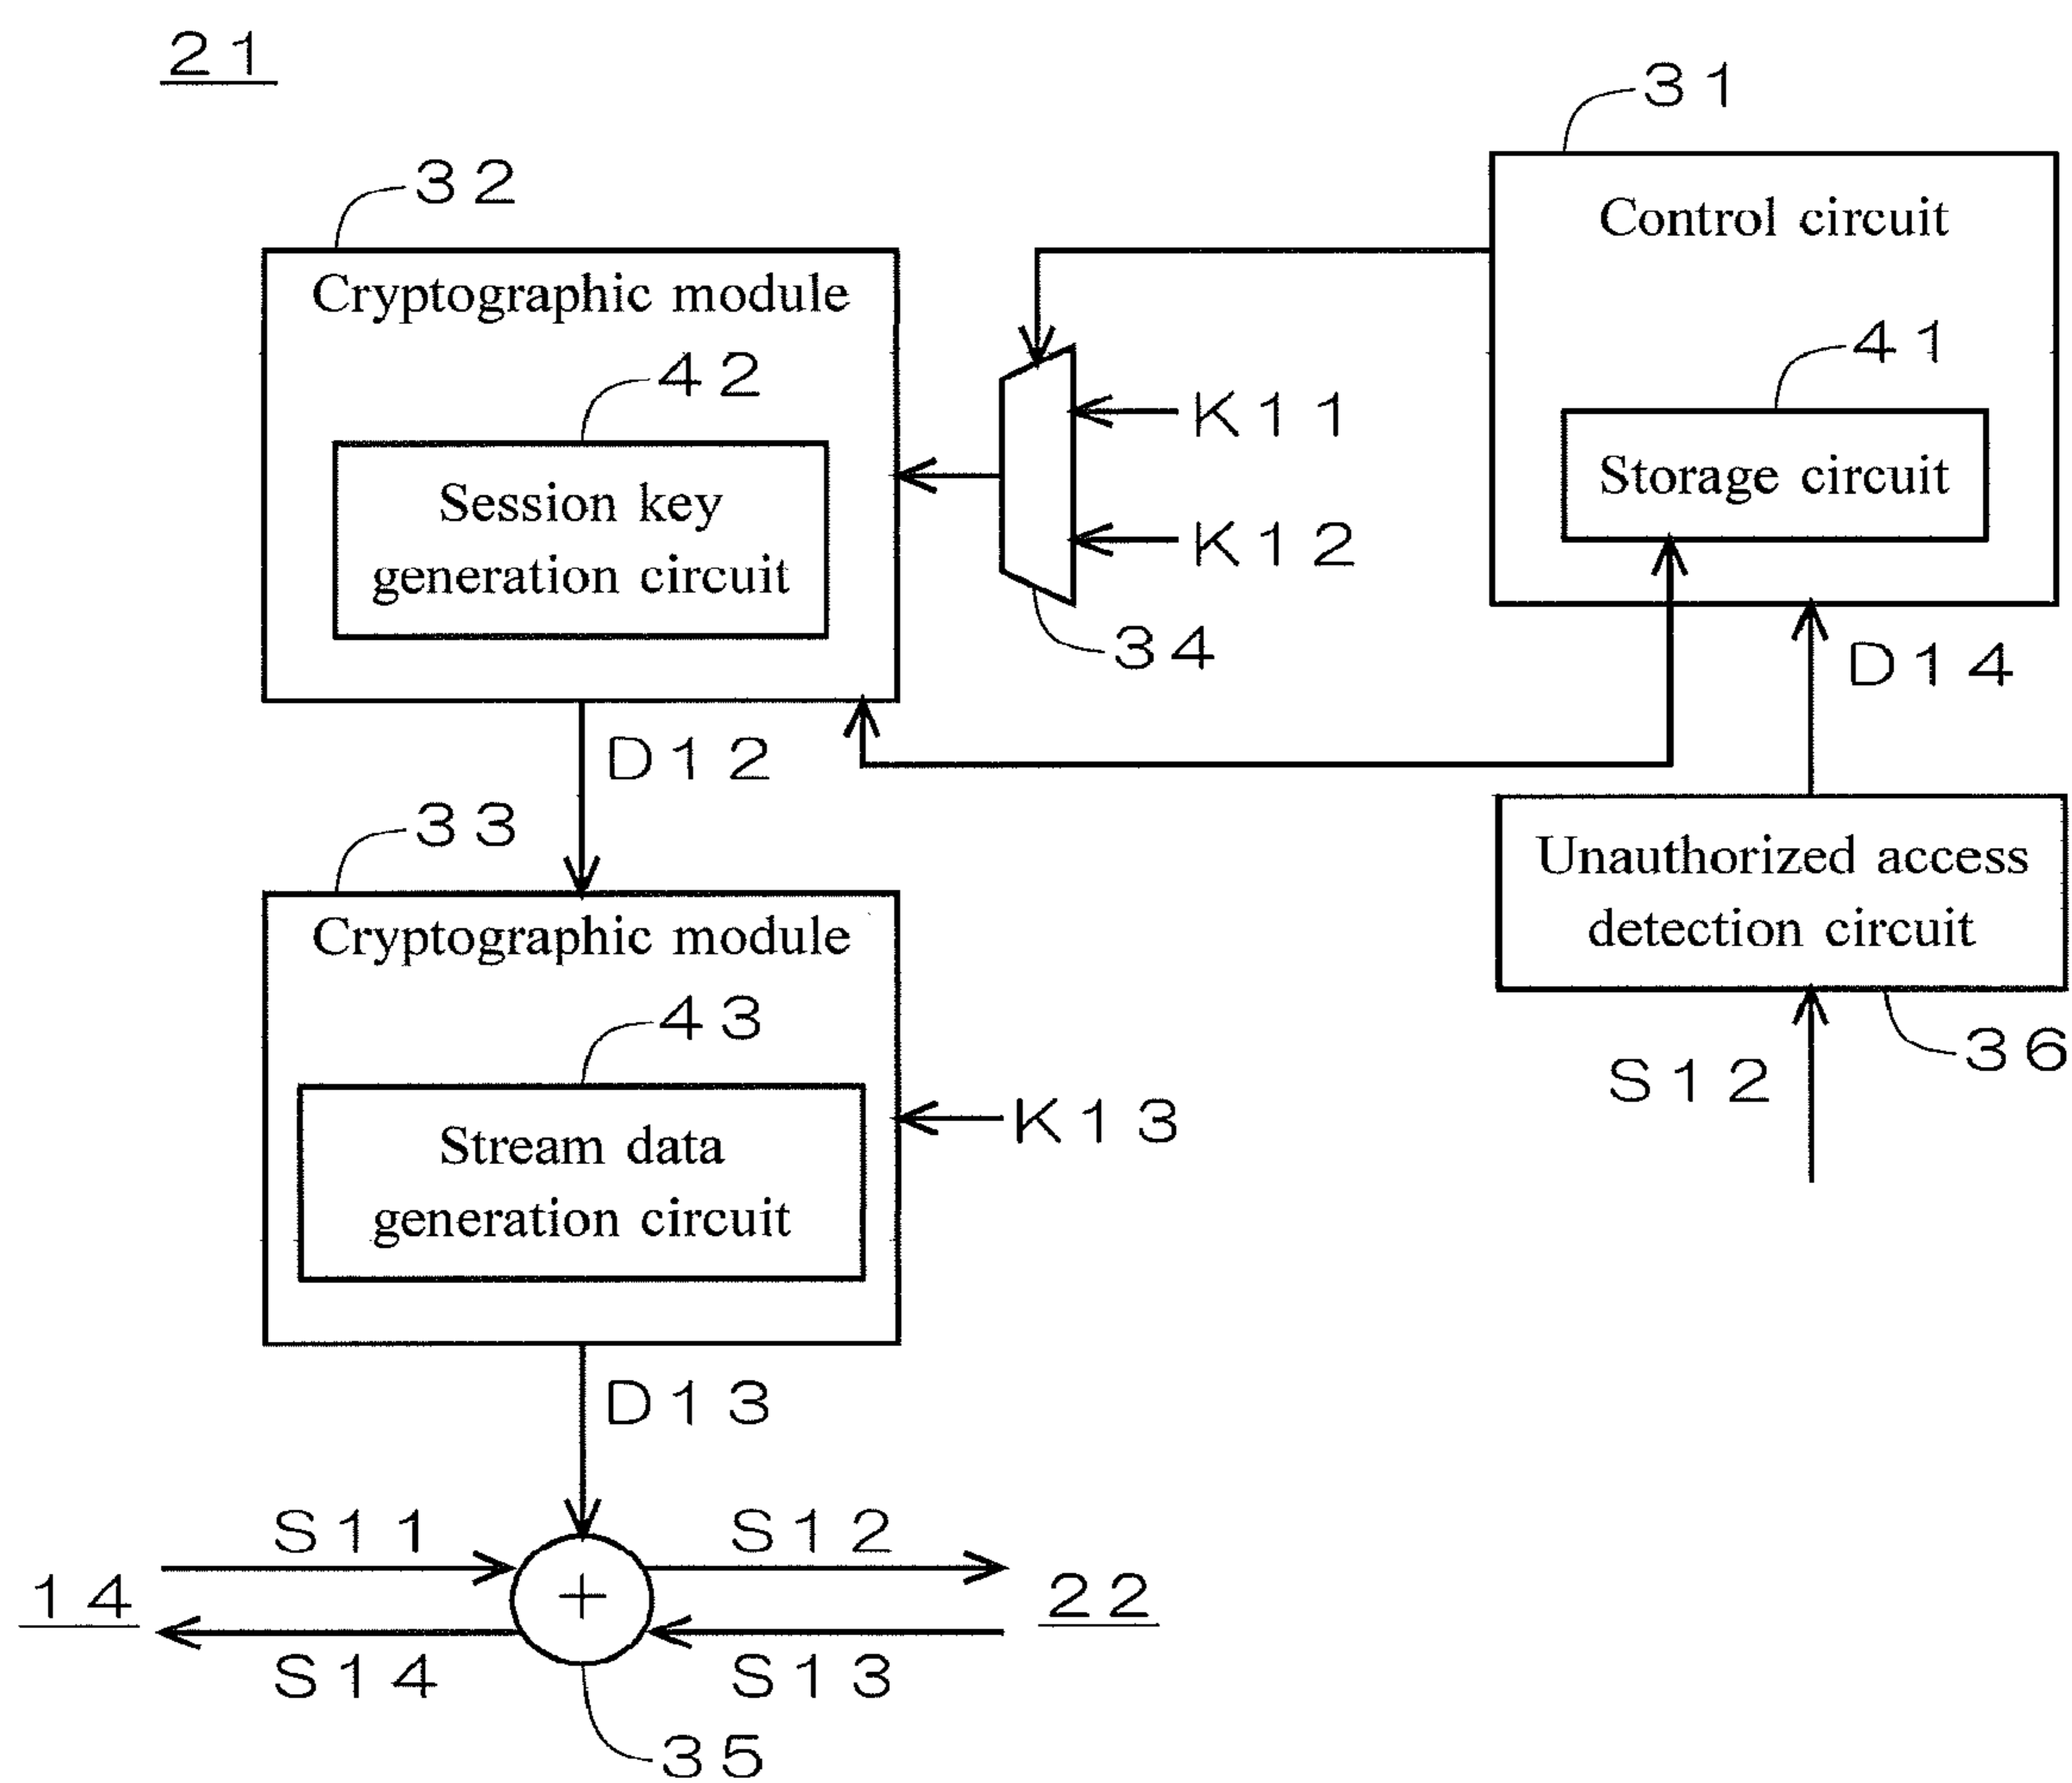 21
31
32
Control circuit
Cryptographic module
41
42
K11
Storage circuit
Session key
generation circuit
K12
34
D14
D12
33
Unauthorized access
detection circuit
Cryptographic module
43
36
S12
K13
Stream data
generation circuit
D13
S11
S12
14
22
S14
S13
35